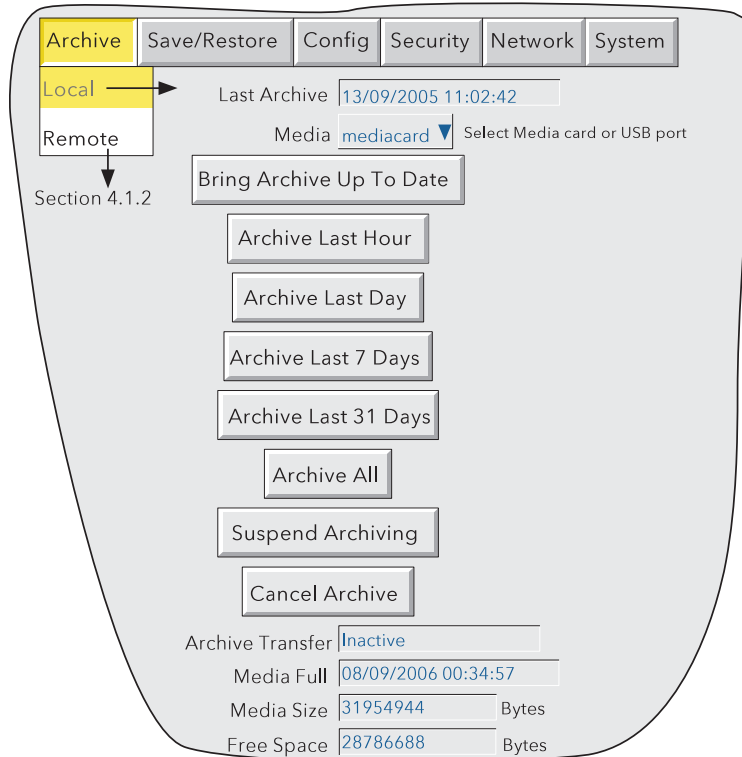 Archive Save/Restore Config Security Network System
Local
Last Archive 13/09/2005 11:02:42
Remote
Media mediacard Select Media card or USB port
Section 4.1.2
Bring Archive Up To Date
Archive Last Hour
Archive Last Day
Archive Last 7 Days
Archive Last 31 Days
Archive All
Suspend Archiving
Cancel Archive
Archive Transfer Inactive
Media Full 08/09/2006 00:34:57
Media Size 31954944 Bytes
Free Space 28786688 Bytes